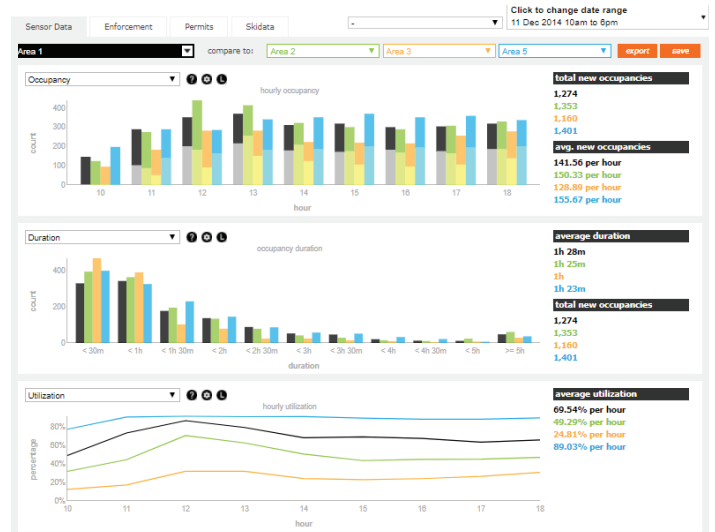 Click to change date range
Sensor Data Enforcement Permits Skidata - 11 Dec 2014 10am to 6pm
Area 1 compare to: Area 2 Area 3 Area 5 export save
Occupancy ? L
hourly occupancy
count
400
300
200
100
0
10 11 12 13 14 15 16 17 18
hour
total new occupancies
1,274
1,353
1,160
1,401
avg. new occupancies
141.56 per hour
150.33 per hour
128.89 per hour
155.67 per hour
Duration ? L
occupancy duration
count
400
200
0
< 30m < 1h < 1h 30m < 2h < 2h 30m < 3h < 3h 30m < 4h < 4h 30m < 5h >= 5h
duration
average duration
1h 28m
1h 25m
1h
1h 23m
total new occupancies
1,274
1,353
1,160
1,401
Utilization ? L
hourly utilization
percentage
80%
60%
40%
20%
0%
10 11 12 13 14 15 16 17 18
hour
average utilization
69.54% per hour
49.29% per hour
24.81% per hour
89.03% per hour